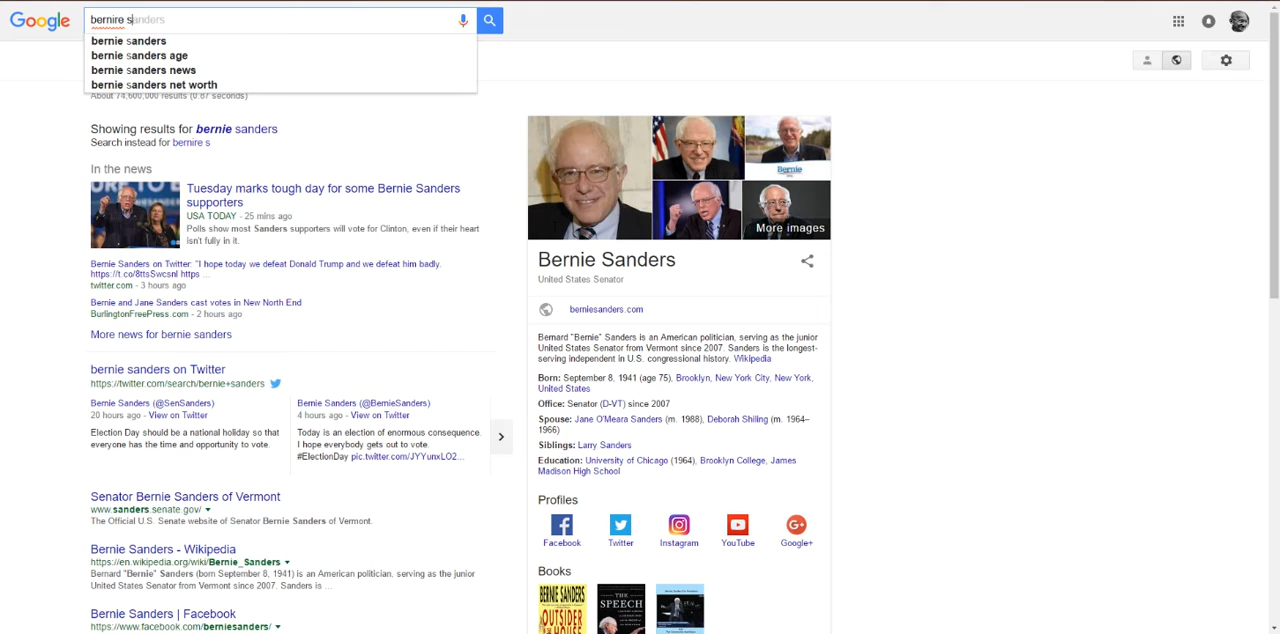 Google
bernire sanders
bernie sanders
bernie sanders age
bernie sanders news
bernie sanders net worth
About 74,600,000 results (0.87 seconds)
Showing results for bernie sanders
Search instead for bernire s
In the news
Tuesday marks tough day for some Bernie Sanders
supporters
USA TODAY - 25 mins ago
Polls show most Sanders supporters will vote for Clinton, even if their heart
isn't fully in it.
Bernie Sanders on Twitter: "I hope today we defeat Donald Trump and we defeat him badly.
https://t.co/8ttsSwcsnI https ...
twitter.com - 3 hours ago
Bernie and Jane Sanders cast votes in New North End
BurlingtonFreePress.com - 2 hours ago
More news for bernie sanders
bernie sanders on Twitter
https://twitter.com/search/bernie+sanders
Bernie Sanders (@SenSanders)
20 hours ago - View on Twitter
Election Day should be a national holiday so that
everyone has the time and opportunity to vote.
Bernie Sanders (@BernieSanders)
4 hours ago - View on Twitter
Today is an election of enormous consequence.
I hope everybody gets out to vote.
#ElectionDay pic.twitter.com/JYYunxLO2...
Senator Bernie Sanders of Vermont
www.sanders.senate.gov/
The Official U.S. Senate website of Senator Bernie Sanders of Vermont.
Bernie Sanders - Wikipedia
https://en.wikipedia.org/wiki/Bernie_Sanders
Bernard "Bernie" Sanders (born September 8, 1941) is an American politician, serving as the junior
United States Senator from Vermont since 2007. Sanders is ...
Bernie Sanders | Facebook
https://www.facebook.com/berniesanders/
Bernie
More images
Bernie Sanders
United States Senator
berniesanders.com
Bernard "Bernie" Sanders is an American politician, serving as the junior
United States Senator from Vermont since 2007. Sanders is the longest-
serving independent in U.S. congressional history. Wikipedia
Born: September 8, 1941 (age 75), Brooklyn, New York City, New York,
United States
Office: Senator (D-VT) since 2007
Spouse: Jane O'Meara Sanders (m. 1988), Deborah Shiling (m. 1964–
1966)
Siblings: Larry Sanders
Education: University of Chicago (1964), Brooklyn College, James
Madison High School
Profiles
Facebook
Twitter
Instagram
YouTube
Google+
Books
BERNIE SANDERS
OUTSIDER
HOUSE
THE
SPEECH